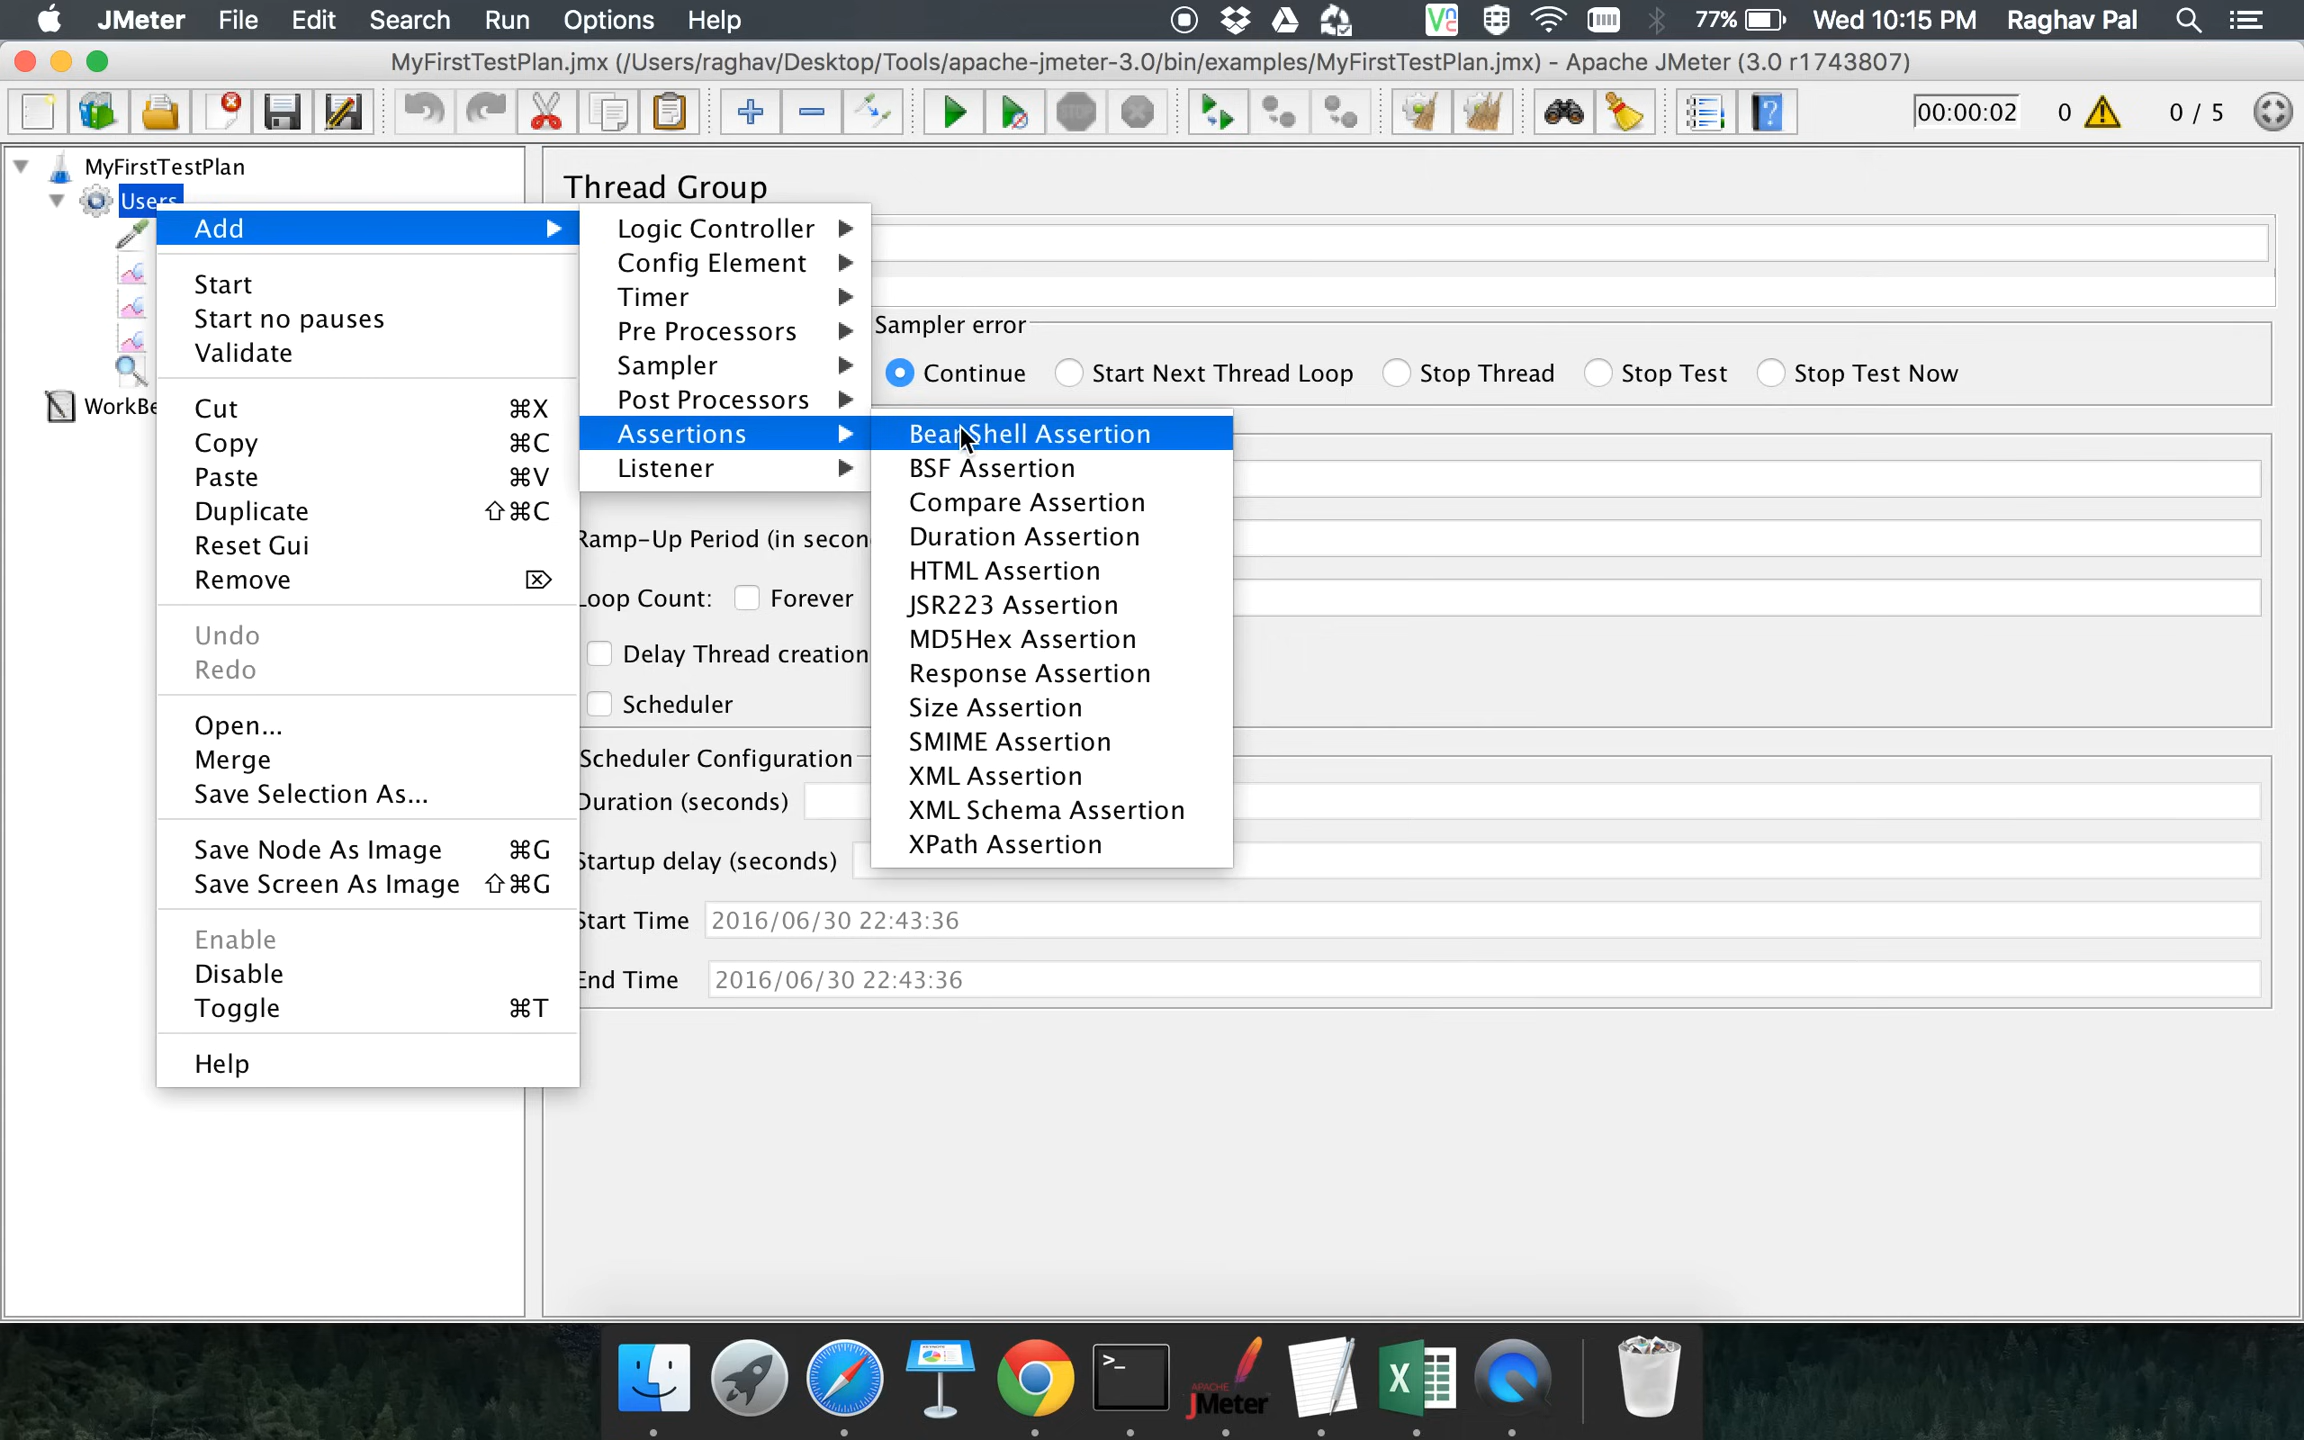 JMeter File Edit Search Run Options Help 77% Wed 10:15 PM Raghav Pal
MyFirstTestPlan.jmx (/Users/raghav/Desktop/Tools/apache-jmeter-3.0/bin/examples/MyFirstTestPlan.jmx) - Apache JMeter (3.0 r1743807)
00:00:02 0 0 / 5
MyFirstTestPlan
Users
WorkBe
Add
Start
Start no pauses
Validate
Cut ⌘X
Copy ⌘C
Paste ⌘V
Duplicate ⇧⌘C
Reset Gui
Remove ⌦
Undo
Redo
Open...
Merge
Save Selection As...
Save Node As Image ⌘G
Save Screen As Image ⇧⌘G
Enable
Disable
Toggle ⌘T
Help
Logic Controller
Config Element
Timer
Pre Processors
Sampler
Post Processors
Assertions
Listener
BeanShell Assertion
BSF Assertion
Compare Assertion
Duration Assertion
HTML Assertion
JSR223 Assertion
MD5Hex Assertion
Response Assertion
Size Assertion
SMIME Assertion
XML Assertion
XML Schema Assertion
XPath Assertion
Thread Group
Sampler error
Continue Start Next Thread Loop Stop Thread Stop Test Stop Test Now
Ramp-Up Period (in secon
Loop Count: Forever
Delay Thread creation
Scheduler
Scheduler Configuration
Duration (seconds)
Startup delay (seconds)
Start Time 2016/06/30 22:43:36
End Time 2016/06/30 22:43:36
APACHE
JMeter